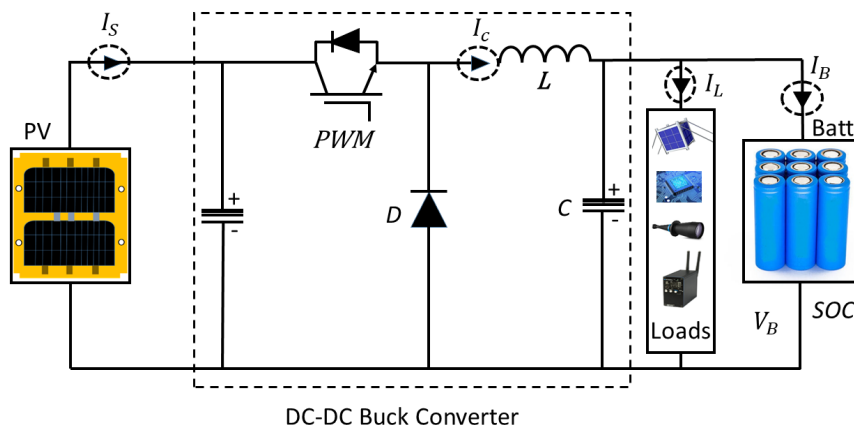 I_S
I_c
L
I_L
I_B
PV
PWM
Batt
+
-
D
C
+
-
Loads
V_B
SOC
DC-DC Buck Converter